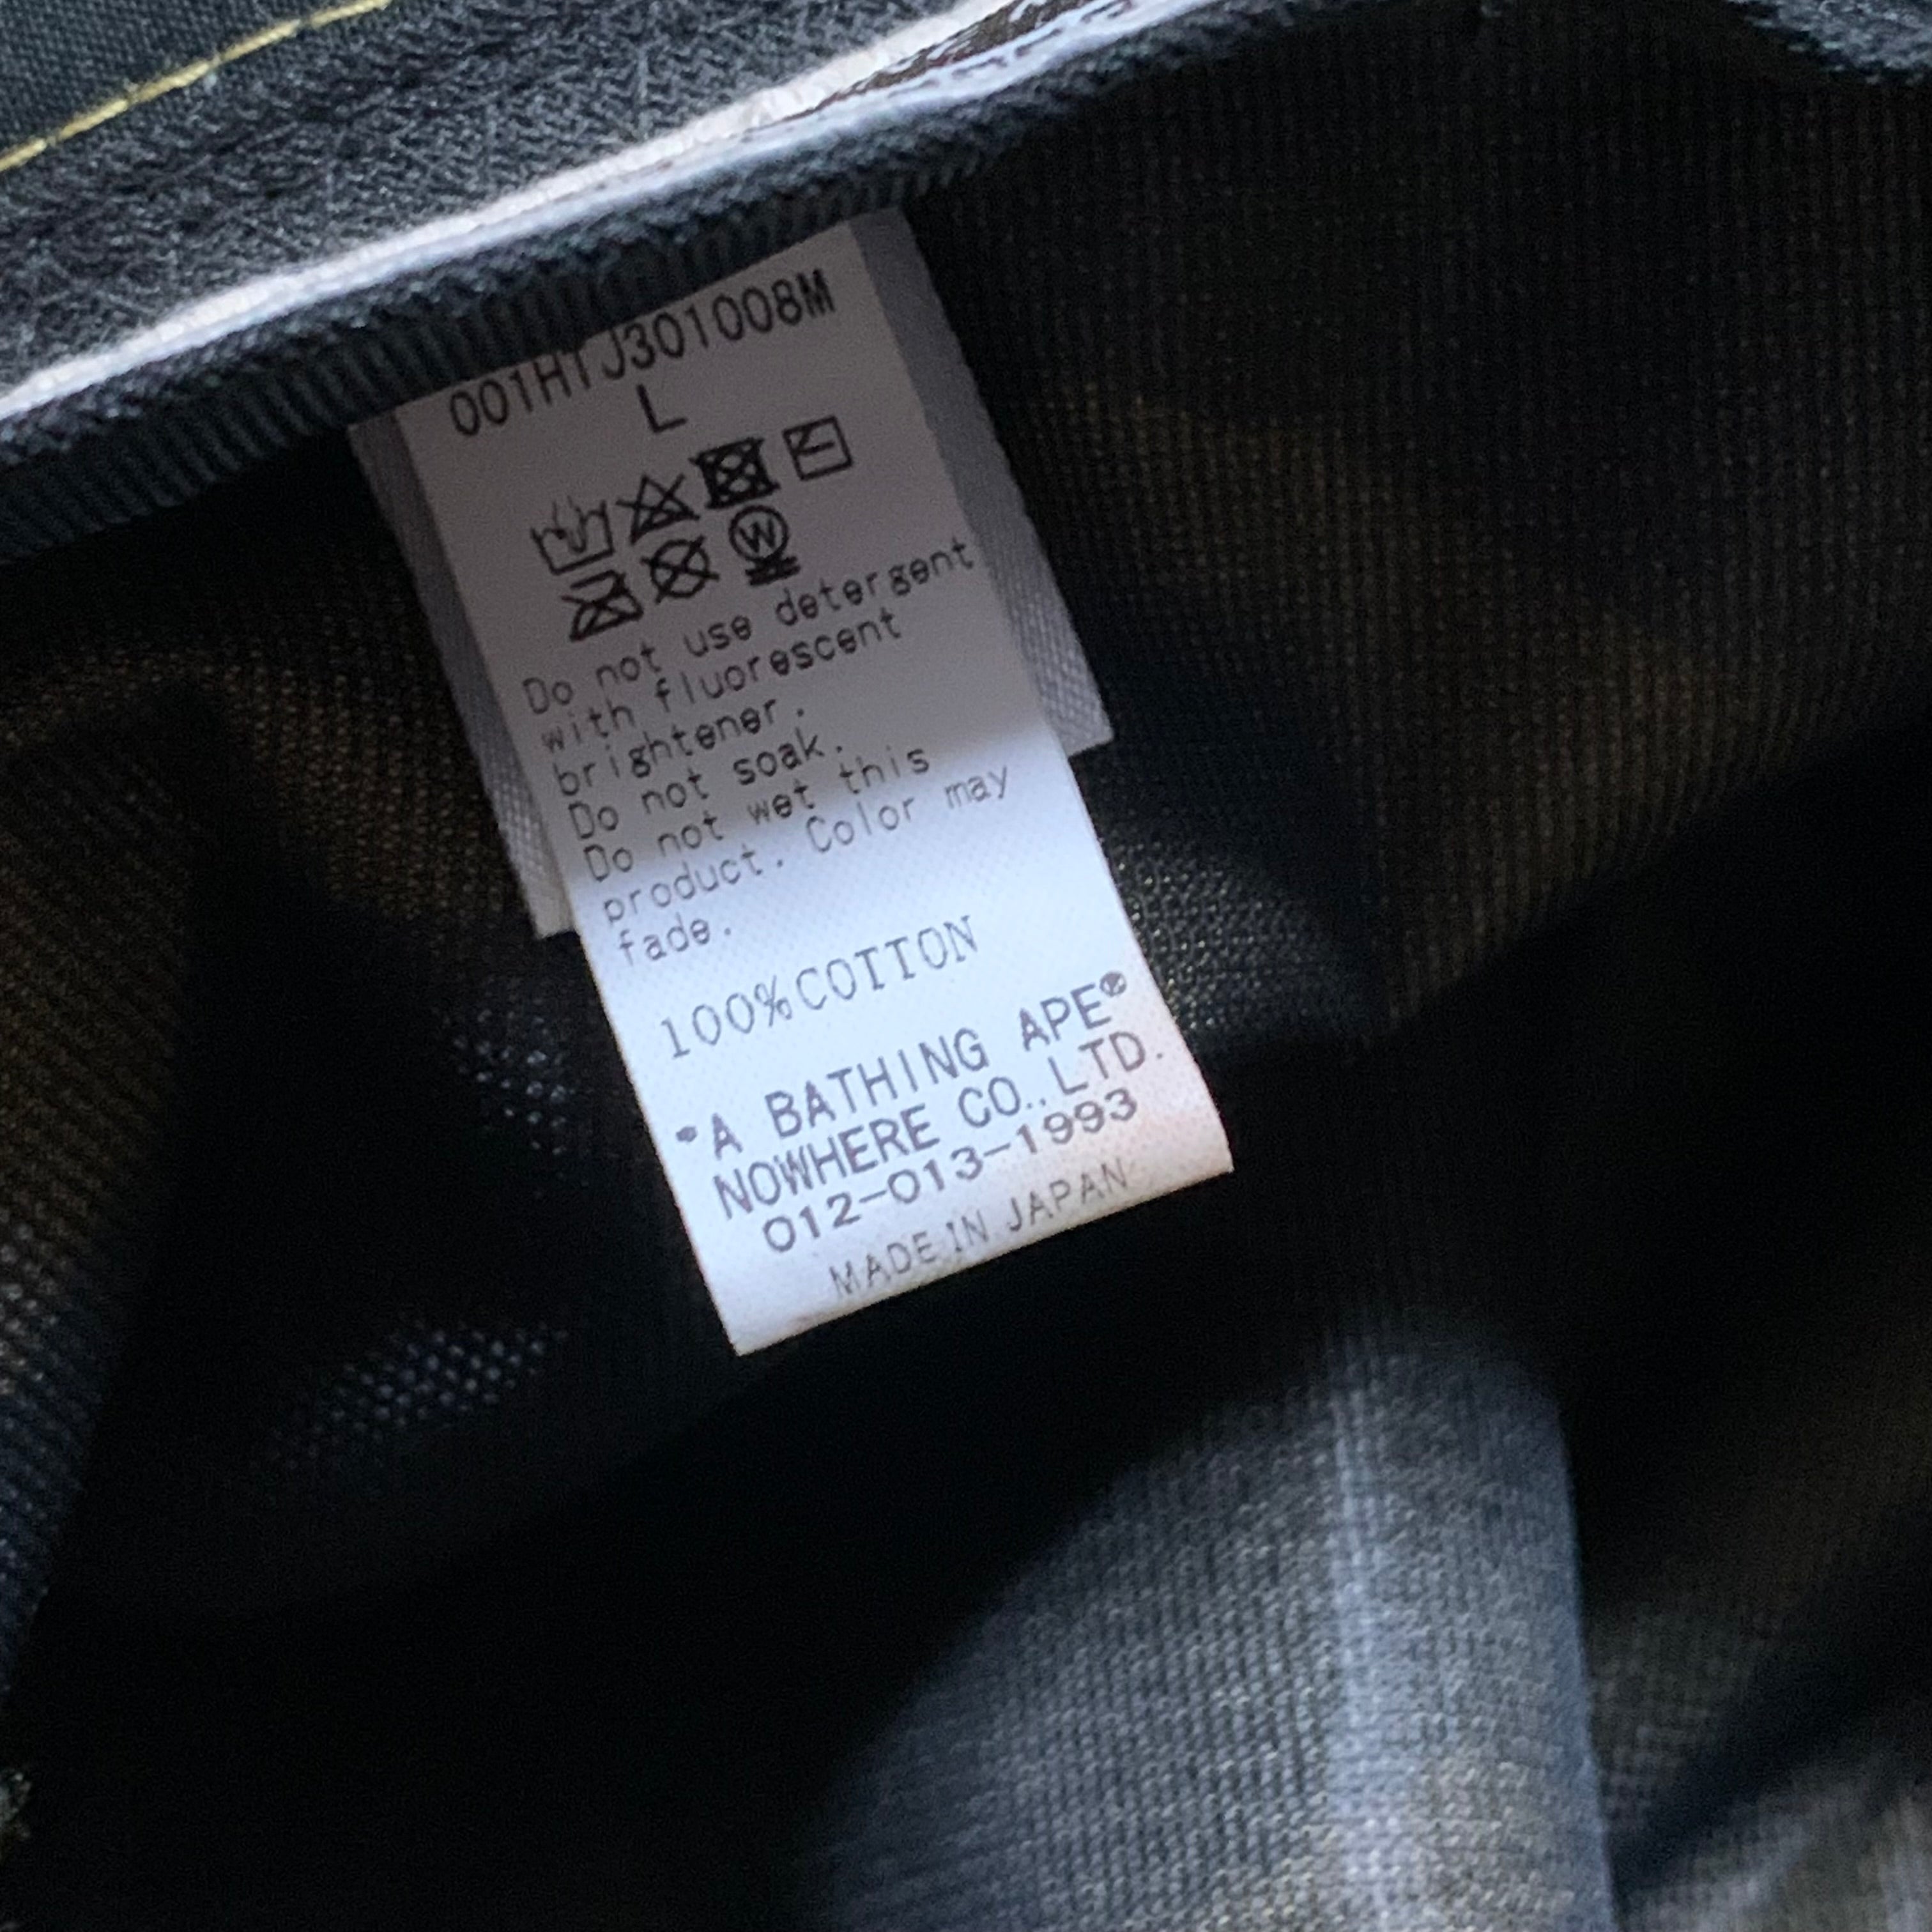 001HTJ301008M
L
W
Do not use detergent
with fluorescent
brightener.
Do not soak.
Do not wet this
product. Color may
fade.
100%COTTON
•A BATHING APE®
NOWHERE CO.,LTD.
012-013-1993
MADE IN JAPAN